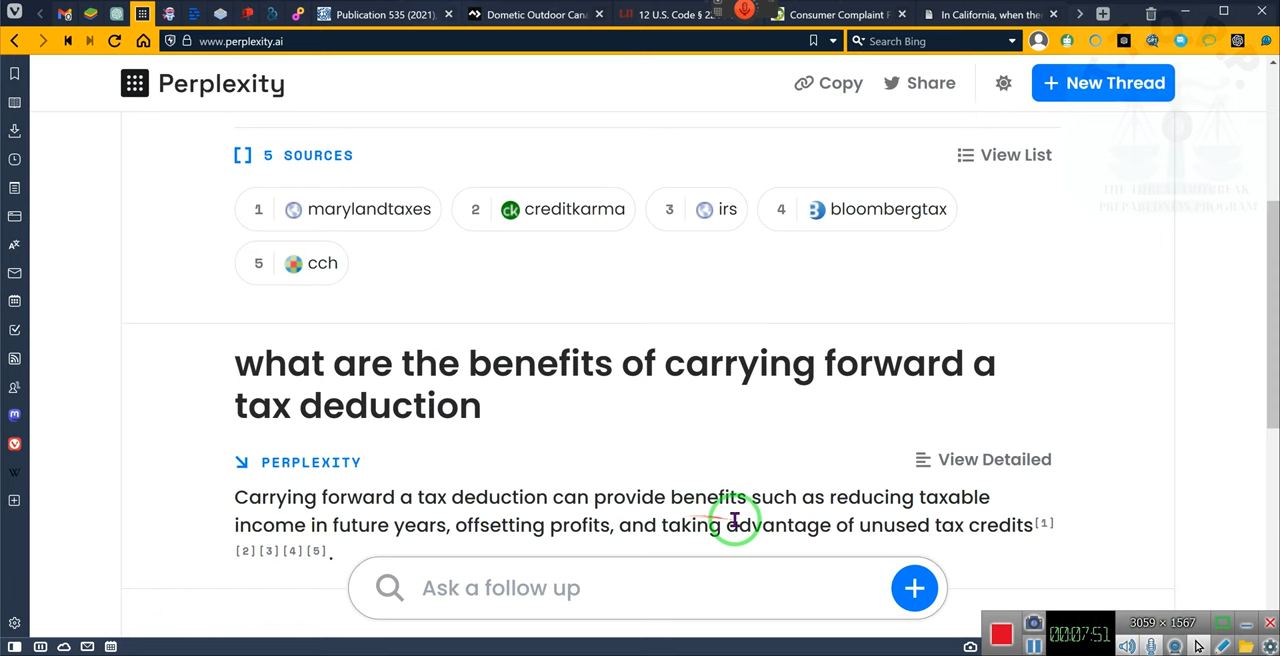 Publication 535 (2021),
Dometic Outdoor Can
12 U.S. Code § 2
Consumer Complaint F
In California, when the
www.perplexity.ai
Search Bing
Perplexity
Copy
Share
New Thread
5 SOURCES
View List
1 marylandtaxes
2 creditkarma
3 irs
4 bloombergtax
5 cch
what are the benefits of carrying forward a
tax deduction
PERPLEXITY
View Detailed
Carrying forward a tax deduction can provide benefits such as reducing taxable
income in future years, offsetting profits, and taking advantage of unused tax credits[1]
[2][3][4][5].
Ask a follow up
3059 × 1567
00:07:51